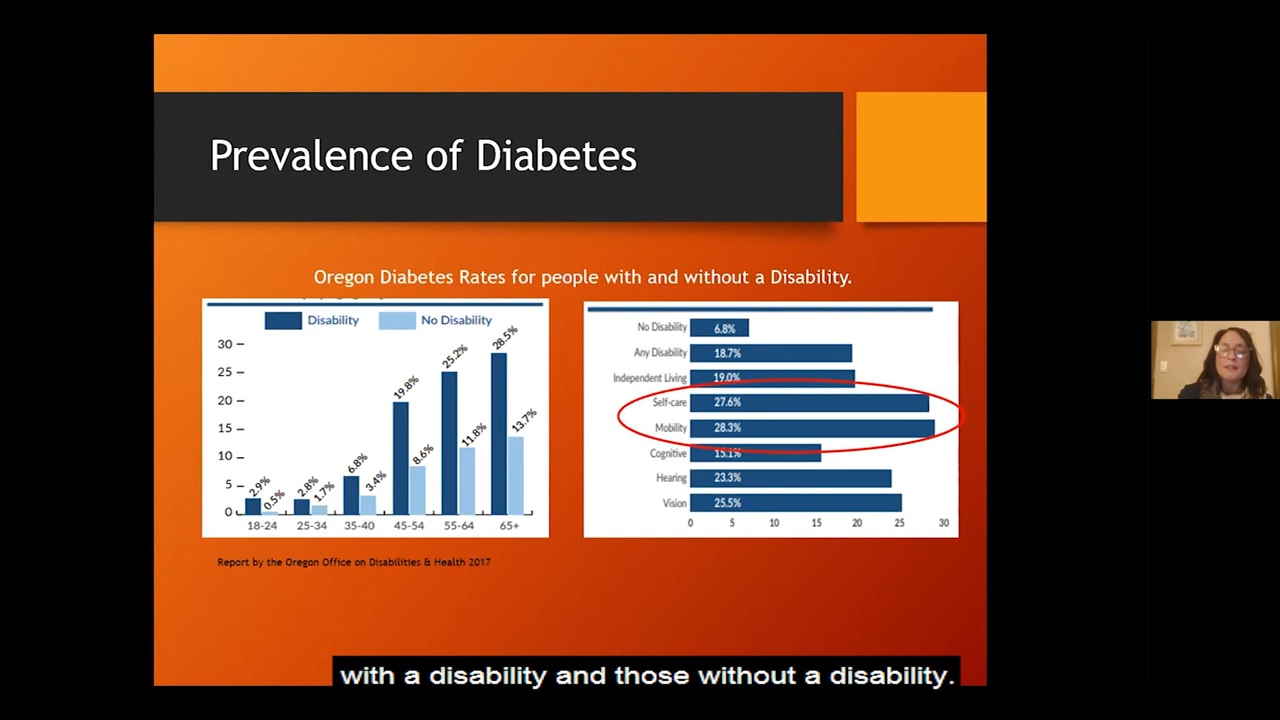 Prevalence of Diabetes
Oregon Diabetes Rates for people with and without a Disability.
Disability No Disability
30
25
20
15
10
5
0
2.9% 0.5% 2.8% 1.7% 6.8% 3.4% 19.8% 8.6% 25.2% 11.8% 28.5% 13.7%
18-24 25-34 35-40 45-54 55-64 65+
No Disability 6.8%
Any Disability 18.7%
Independent Living 19.0%
Self-care 27.6%
Mobility 28.3%
Cognitive 15.1%
Hearing 23.3%
Vision 25.5%
0 5 10 15 20 25 30
Report by the Oregon Office on Disabilities & Health 2017
with a disability and those without a disability.